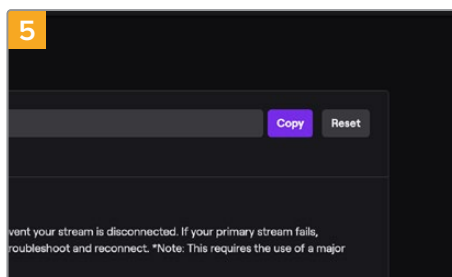 5
Copy Reset
vent your stream is disconnected. If your primary stream fails,
roubleshoot and reconnect. *Note: This requires the use of a major